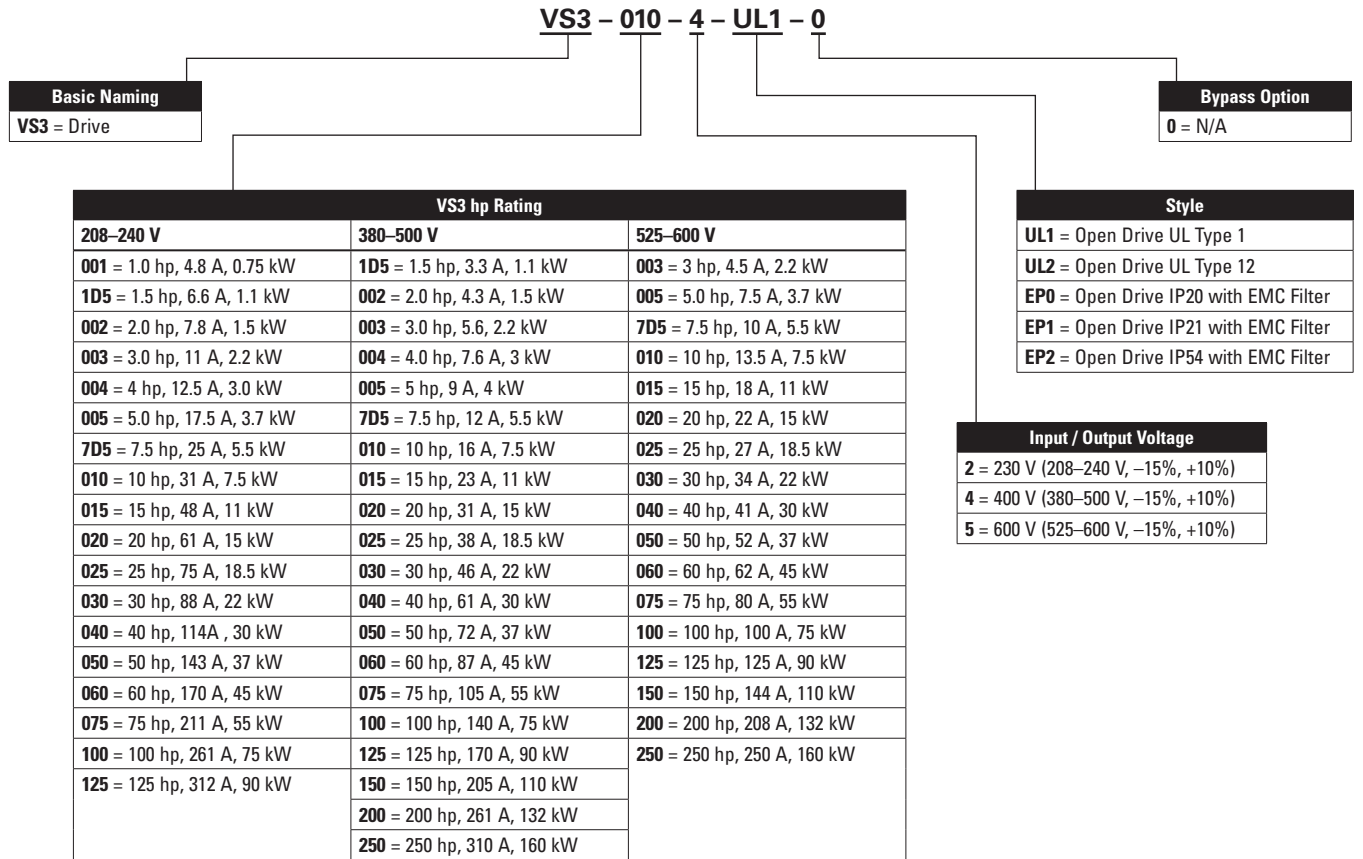 VS3 – 010 – 4 – UL1 – 0
Basic Naming
VS3 = Drive
Bypass Option
0 = N/A
VS3 hp Rating
208–240 V 380–500 V 525–600 V
001 = 1.0 hp, 4.8 A, 0.75 kW 1D5 = 1.5 hp, 3.3 A, 1.1 kW 003 = 3 hp, 4.5 A, 2.2 kW
1D5 = 1.5 hp, 6.6 A, 1.1 kW 002 = 2.0 hp, 4.3 A, 1.5 kW 005 = 5.0 hp, 7.5 A, 3.7 kW
002 = 2.0 hp, 7.8 A, 1.5 kW 003 = 3.0 hp, 5.6, 2.2 kW 7D5 = 7.5 hp, 10 A, 5.5 kW
003 = 3.0 hp, 11 A, 2.2 kW 004 = 4.0 hp, 7.6 A, 3 kW 010 = 10 hp, 13.5 A, 7.5 kW
004 = 4 hp, 12.5 A, 3.0 kW 005 = 5 hp, 9 A, 4 kW 015 = 15 hp, 18 A, 11 kW
005 = 5.0 hp, 17.5 A, 3.7 kW 7D5 = 7.5 hp, 12 A, 5.5 kW 020 = 20 hp, 22 A, 15 kW
7D5 = 7.5 hp, 25 A, 5.5 kW 010 = 10 hp, 16 A, 7.5 kW 025 = 25 hp, 27 A, 18.5 kW
010 = 10 hp, 31 A, 7.5 kW 015 = 15 hp, 23 A, 11 kW 030 = 30 hp, 34 A, 22 kW
015 = 15 hp, 48 A, 11 kW 020 = 20 hp, 31 A, 15 kW 040 = 40 hp, 41 A, 30 kW
020 = 20 hp, 61 A, 15 kW 025 = 25 hp, 38 A, 18.5 kW 050 = 50 hp, 52 A, 37 kW
025 = 25 hp, 75 A, 18.5 kW 030 = 30 hp, 46 A, 22 kW 060 = 60 hp, 62 A, 45 kW
030 = 30 hp, 88 A, 22 kW 040 = 40 hp, 61 A, 30 kW 075 = 75 hp, 80 A, 55 kW
040 = 40 hp, 114A , 30 kW 050 = 50 hp, 72 A, 37 kW 100 = 100 hp, 100 A, 75 kW
050 = 50 hp, 143 A, 37 kW 060 = 60 hp, 87 A, 45 kW 125 = 125 hp, 125 A, 90 kW
060 = 60 hp, 170 A, 45 kW 075 = 75 hp, 105 A, 55 kW 150 = 150 hp, 144 A, 110 kW
075 = 75 hp, 211 A, 55 kW 100 = 100 hp, 140 A, 75 kW 200 = 200 hp, 208 A, 132 kW
100 = 100 hp, 261 A, 75 kW 125 = 125 hp, 170 A, 90 kW 250 = 250 hp, 250 A, 160 kW
125 = 125 hp, 312 A, 90 kW 150 = 150 hp, 205 A, 110 kW
200 = 200 hp, 261 A, 132 kW
250 = 250 hp, 310 A, 160 kW
Style
UL1 = Open Drive UL Type 1
UL2 = Open Drive UL Type 12
EP0 = Open Drive IP20 with EMC Filter
EP1 = Open Drive IP21 with EMC Filter
EP2 = Open Drive IP54 with EMC Filter
Input / Output Voltage
2 = 230 V (208–240 V, –15%, +10%)
4 = 400 V (380–500 V, –15%, +10%)
5 = 600 V (525–600 V, –15%, +10%)